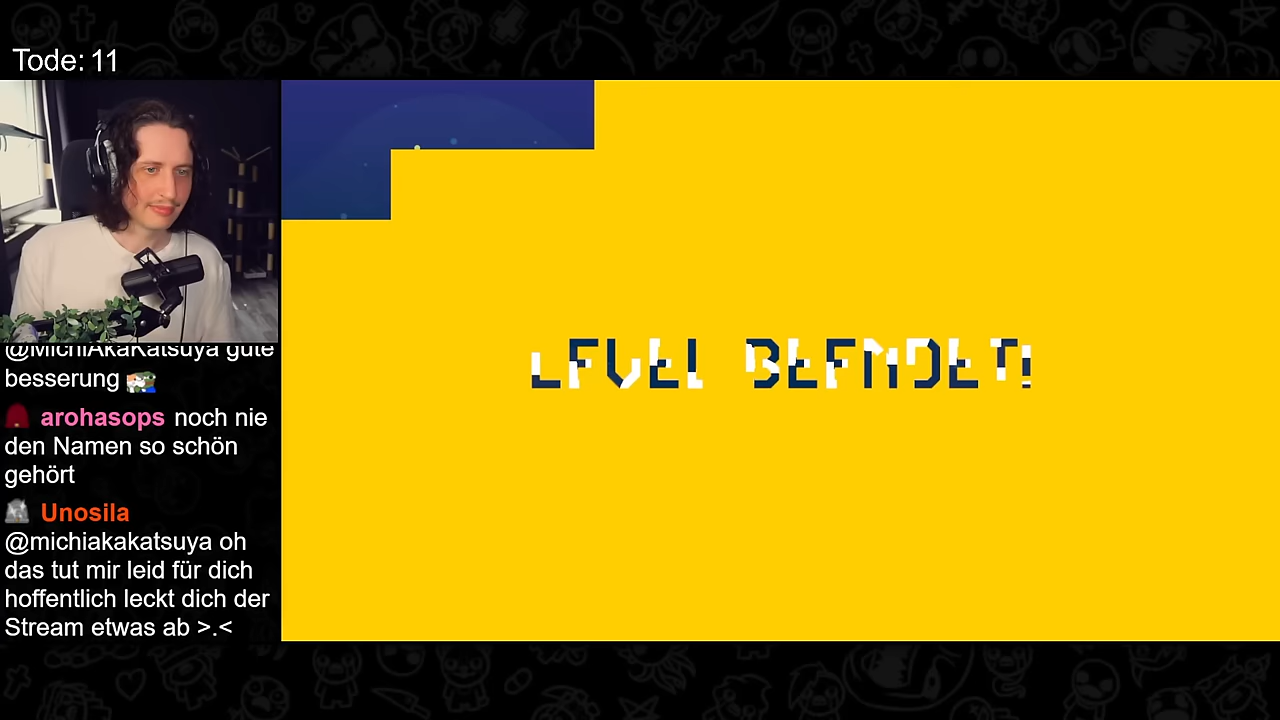 Tode: 11
@MichiAkaKatsuya gute
besserung
arohasops noch nie
den Namen so schön
gehört
Unosila
@michiakakatsuya oh
das tut mir leid für dich
hoffentlich leckt dich der
Stream etwas ab >.<
LEVEL BEENDET!